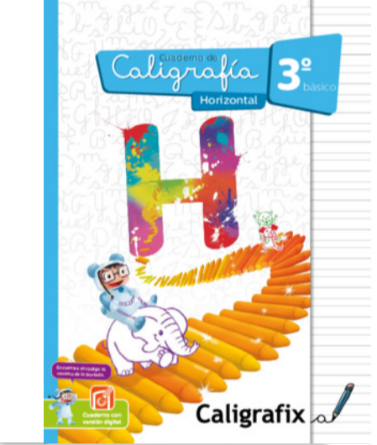 Cuaderno de
Caligrafía
Horizontal
3º
básico
H
Cuaderno con
versión digital
Caligrafix